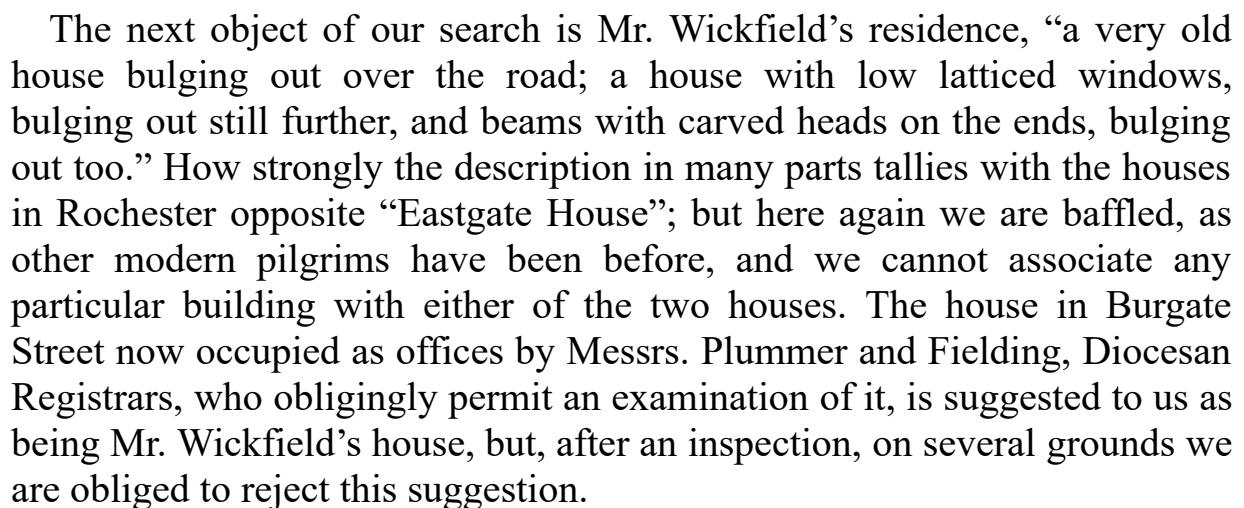 The next object of our search is Mr. Wickfield’s residence, “a very old
house bulging out over the road; a house with low latticed windows,
bulging out still further, and beams with carved heads on the ends, bulging
out too.” How strongly the description in many parts tallies with the houses
in Rochester opposite “Eastgate House”; but here again we are baffled, as
other modern pilgrims have been before, and we cannot associate any
particular building with either of the two houses. The house in Burgate
Street now occupied as offices by Messrs. Plummer and Fielding, Diocesan
Registrars, who obligingly permit an examination of it, is suggested to us as
being Mr. Wickfield’s house, but, after an inspection, on several grounds we
are obliged to reject this suggestion.